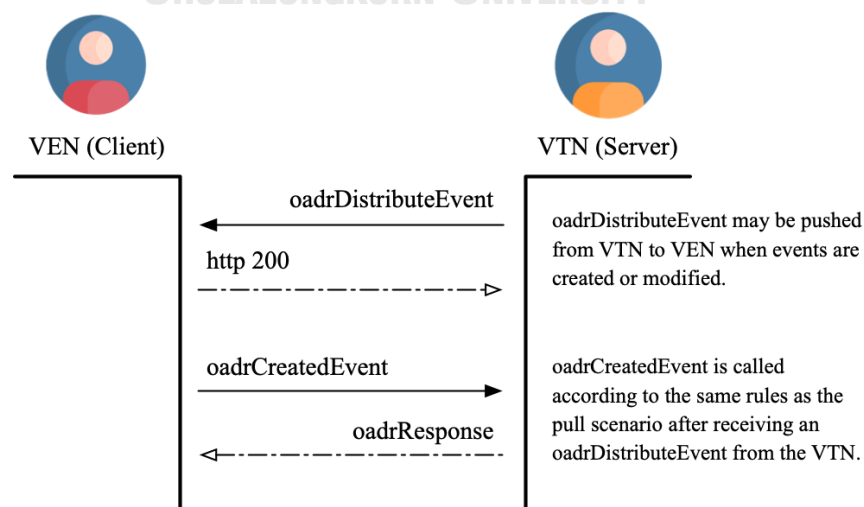 CHULALONGKORN UNIVERSITY
VEN (Client)
VTN (Server)
oadrDistributeEvent
http 200
oadrDistributeEvent may be pushed
from VTN to VEN when events are
created or modified.
oadrCreatedEvent
oadrResponse
oadrCreatedEvent is called
according to the same rules as the
pull scenario after receiving an
oadrDistributeEvent from the VTN.